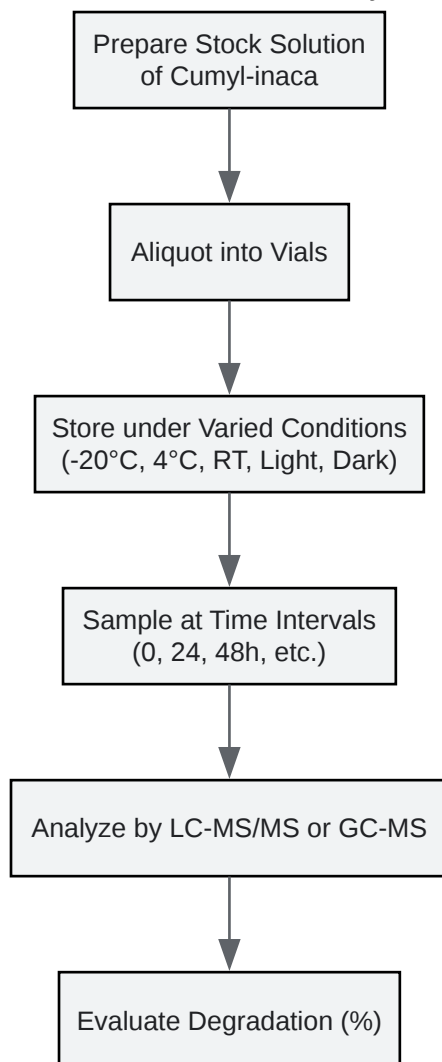 Prepare Stock Solution
of Cumyl-inaca
Aliquot into Vials
Store under Varied Conditions
(-20°C, 4°C, RT, Light, Dark)
Sample at Time Intervals
(0, 24, 48h, etc.)
Analyze by LC-MS/MS or GC-MS
Evaluate Degradation (%)